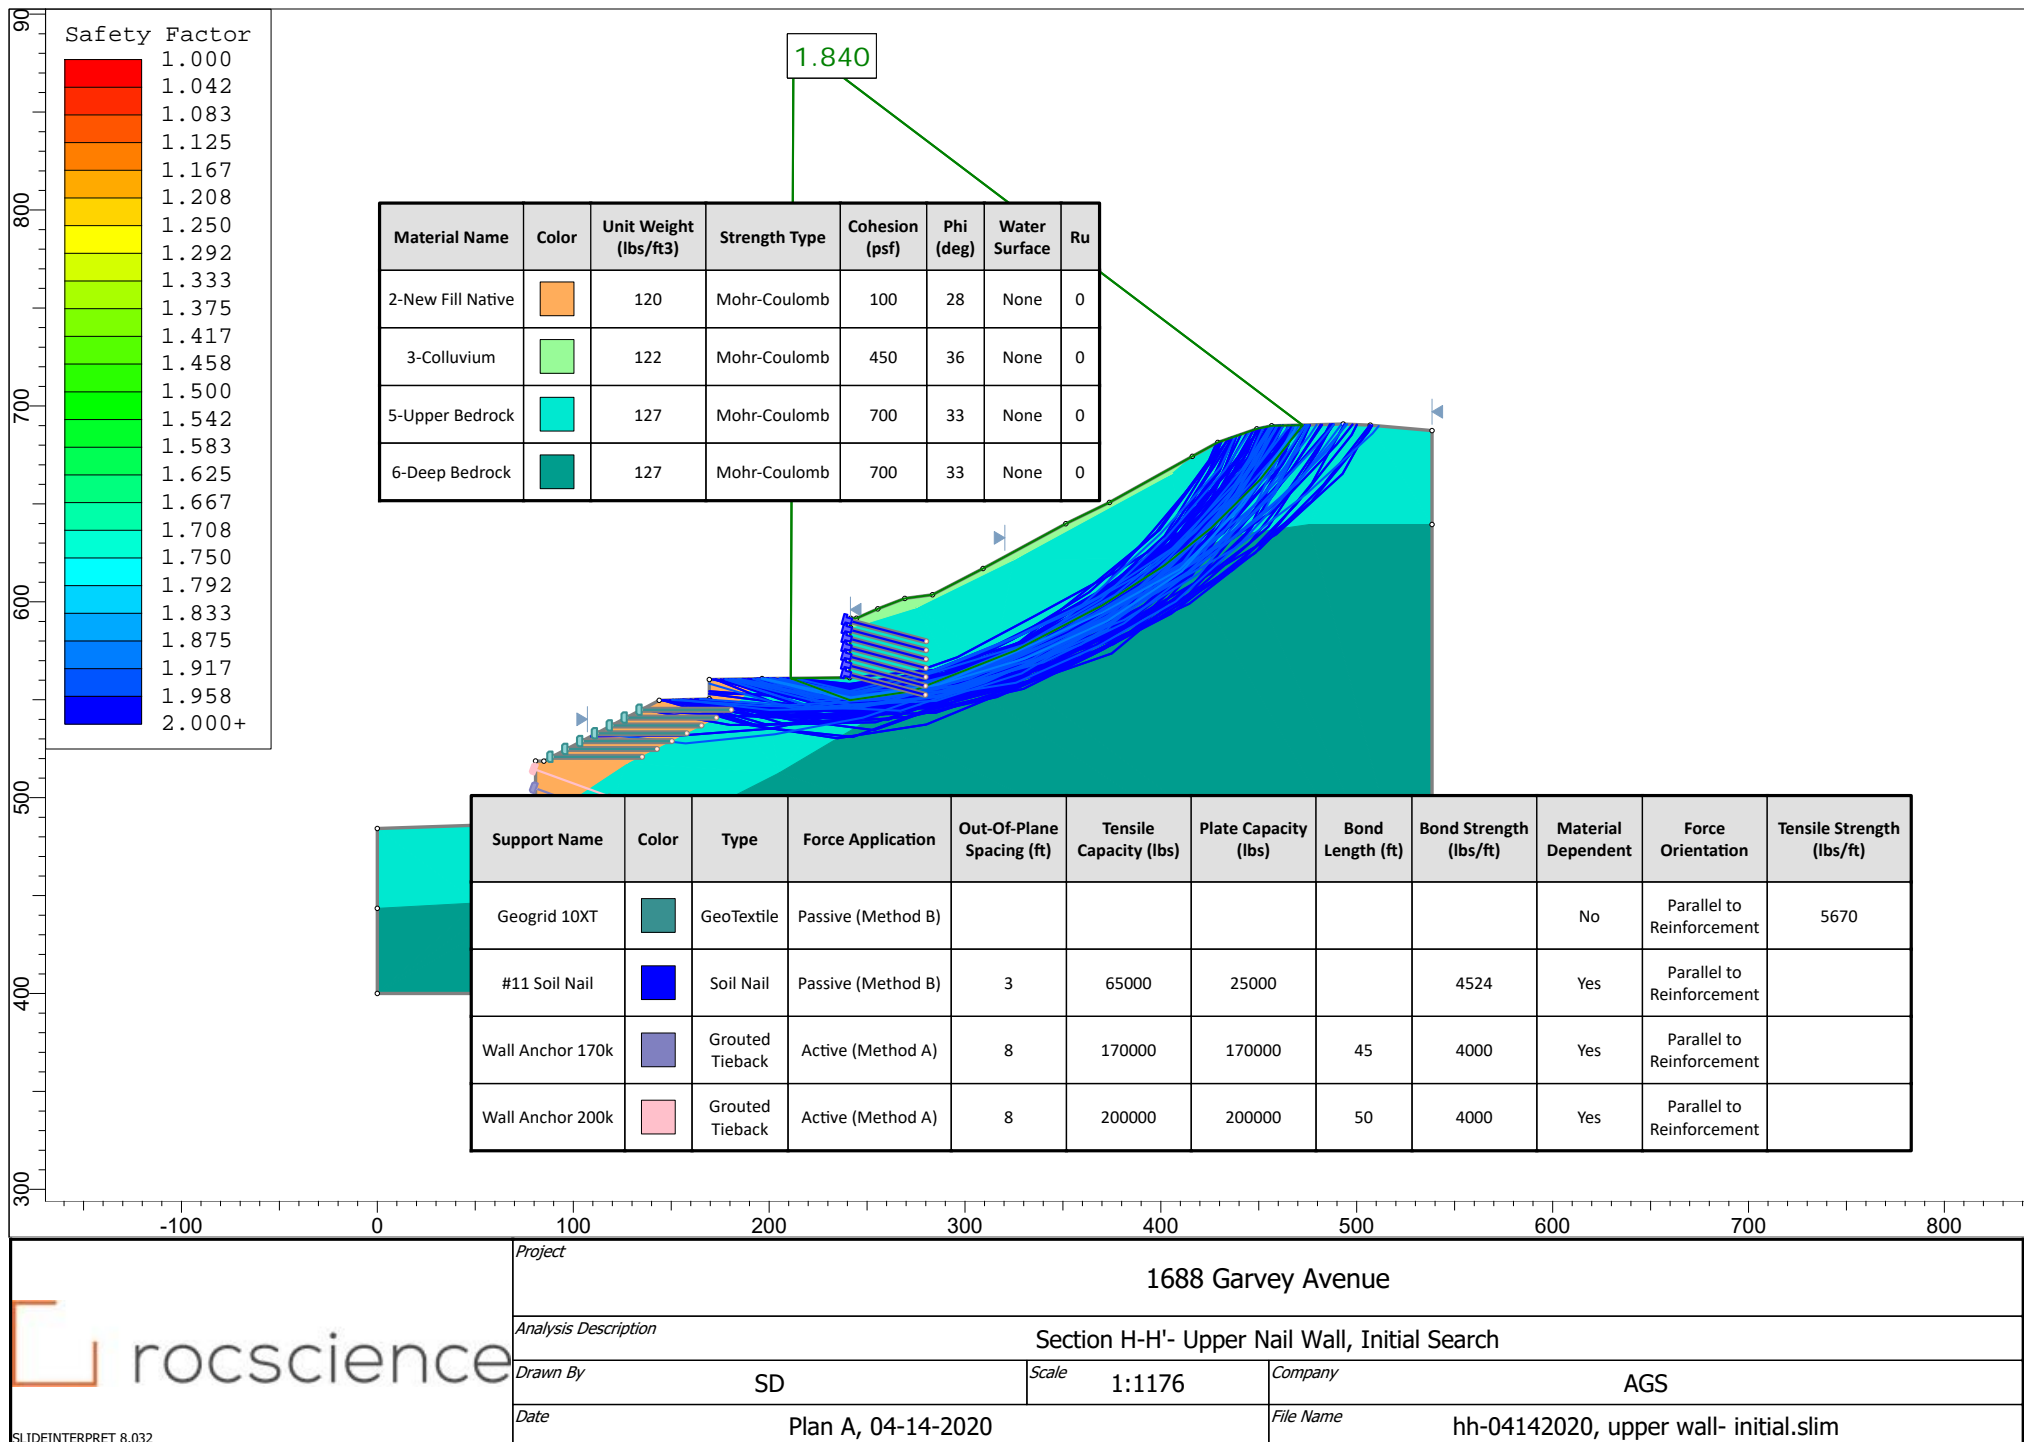 Safety Factor
1.000
1.042
1.083
1.125
1.167
1.208
1.250
1.292
1.333
1.375
1.417
1.458
1.500
1.542
1.583
1.625
1.667
1.708
1.750
1.792
1.833
1.875
1.917
1.958
2.000+
1.840
Material Name Color Unit Weight (lbs/ft3) Strength Type Cohesion (psf) Phi (deg) Water Surface Ru
2-New Fill Native 120 Mohr-Coulomb 100 28 None 0
3-Colluvium 122 Mohr-Coulomb 450 36 None 0
5-Upper Bedrock 127 Mohr-Coulomb 700 33 None 0
6-Deep Bedrock 127 Mohr-Coulomb 700 33 None 0
90
800
700
600
500
400
300
Support Name Color Type Force Application Out-Of-Plane Spacing (ft) Tensile Capacity (lbs) Plate Capacity (lbs) Bond Length (ft) Bond Strength (lbs/ft) Material Dependent Force Orientation Tensile Strength (lbs/ft)
Geogrid 10XT GeoTextile Passive (Method B) No Parallel to Reinforcement 5670
#11 Soil Nail Soil Nail Passive (Method B) 3 65000 25000 4524 Yes Parallel to Reinforcement
Wall Anchor 170k Grouted Tieback Active (Method A) 8 170000 170000 45 4000 Yes Parallel to Reinforcement
Wall Anchor 200k Grouted Tieback Active (Method A) 8 200000 200000 50 4000 Yes Parallel to Reinforcement
-100 0 100 200 300 400 500 600 700 800
rocscience
SLIDEINTERPRET 8.032
Project
1688 Garvey Avenue
Analysis Description
Section H-H'- Upper Nail Wall, Initial Search
Drawn By SD Scale 1:1176 Company AGS
Date Plan A, 04-14-2020 File Name hh-04142020, upper wall- initial.slim